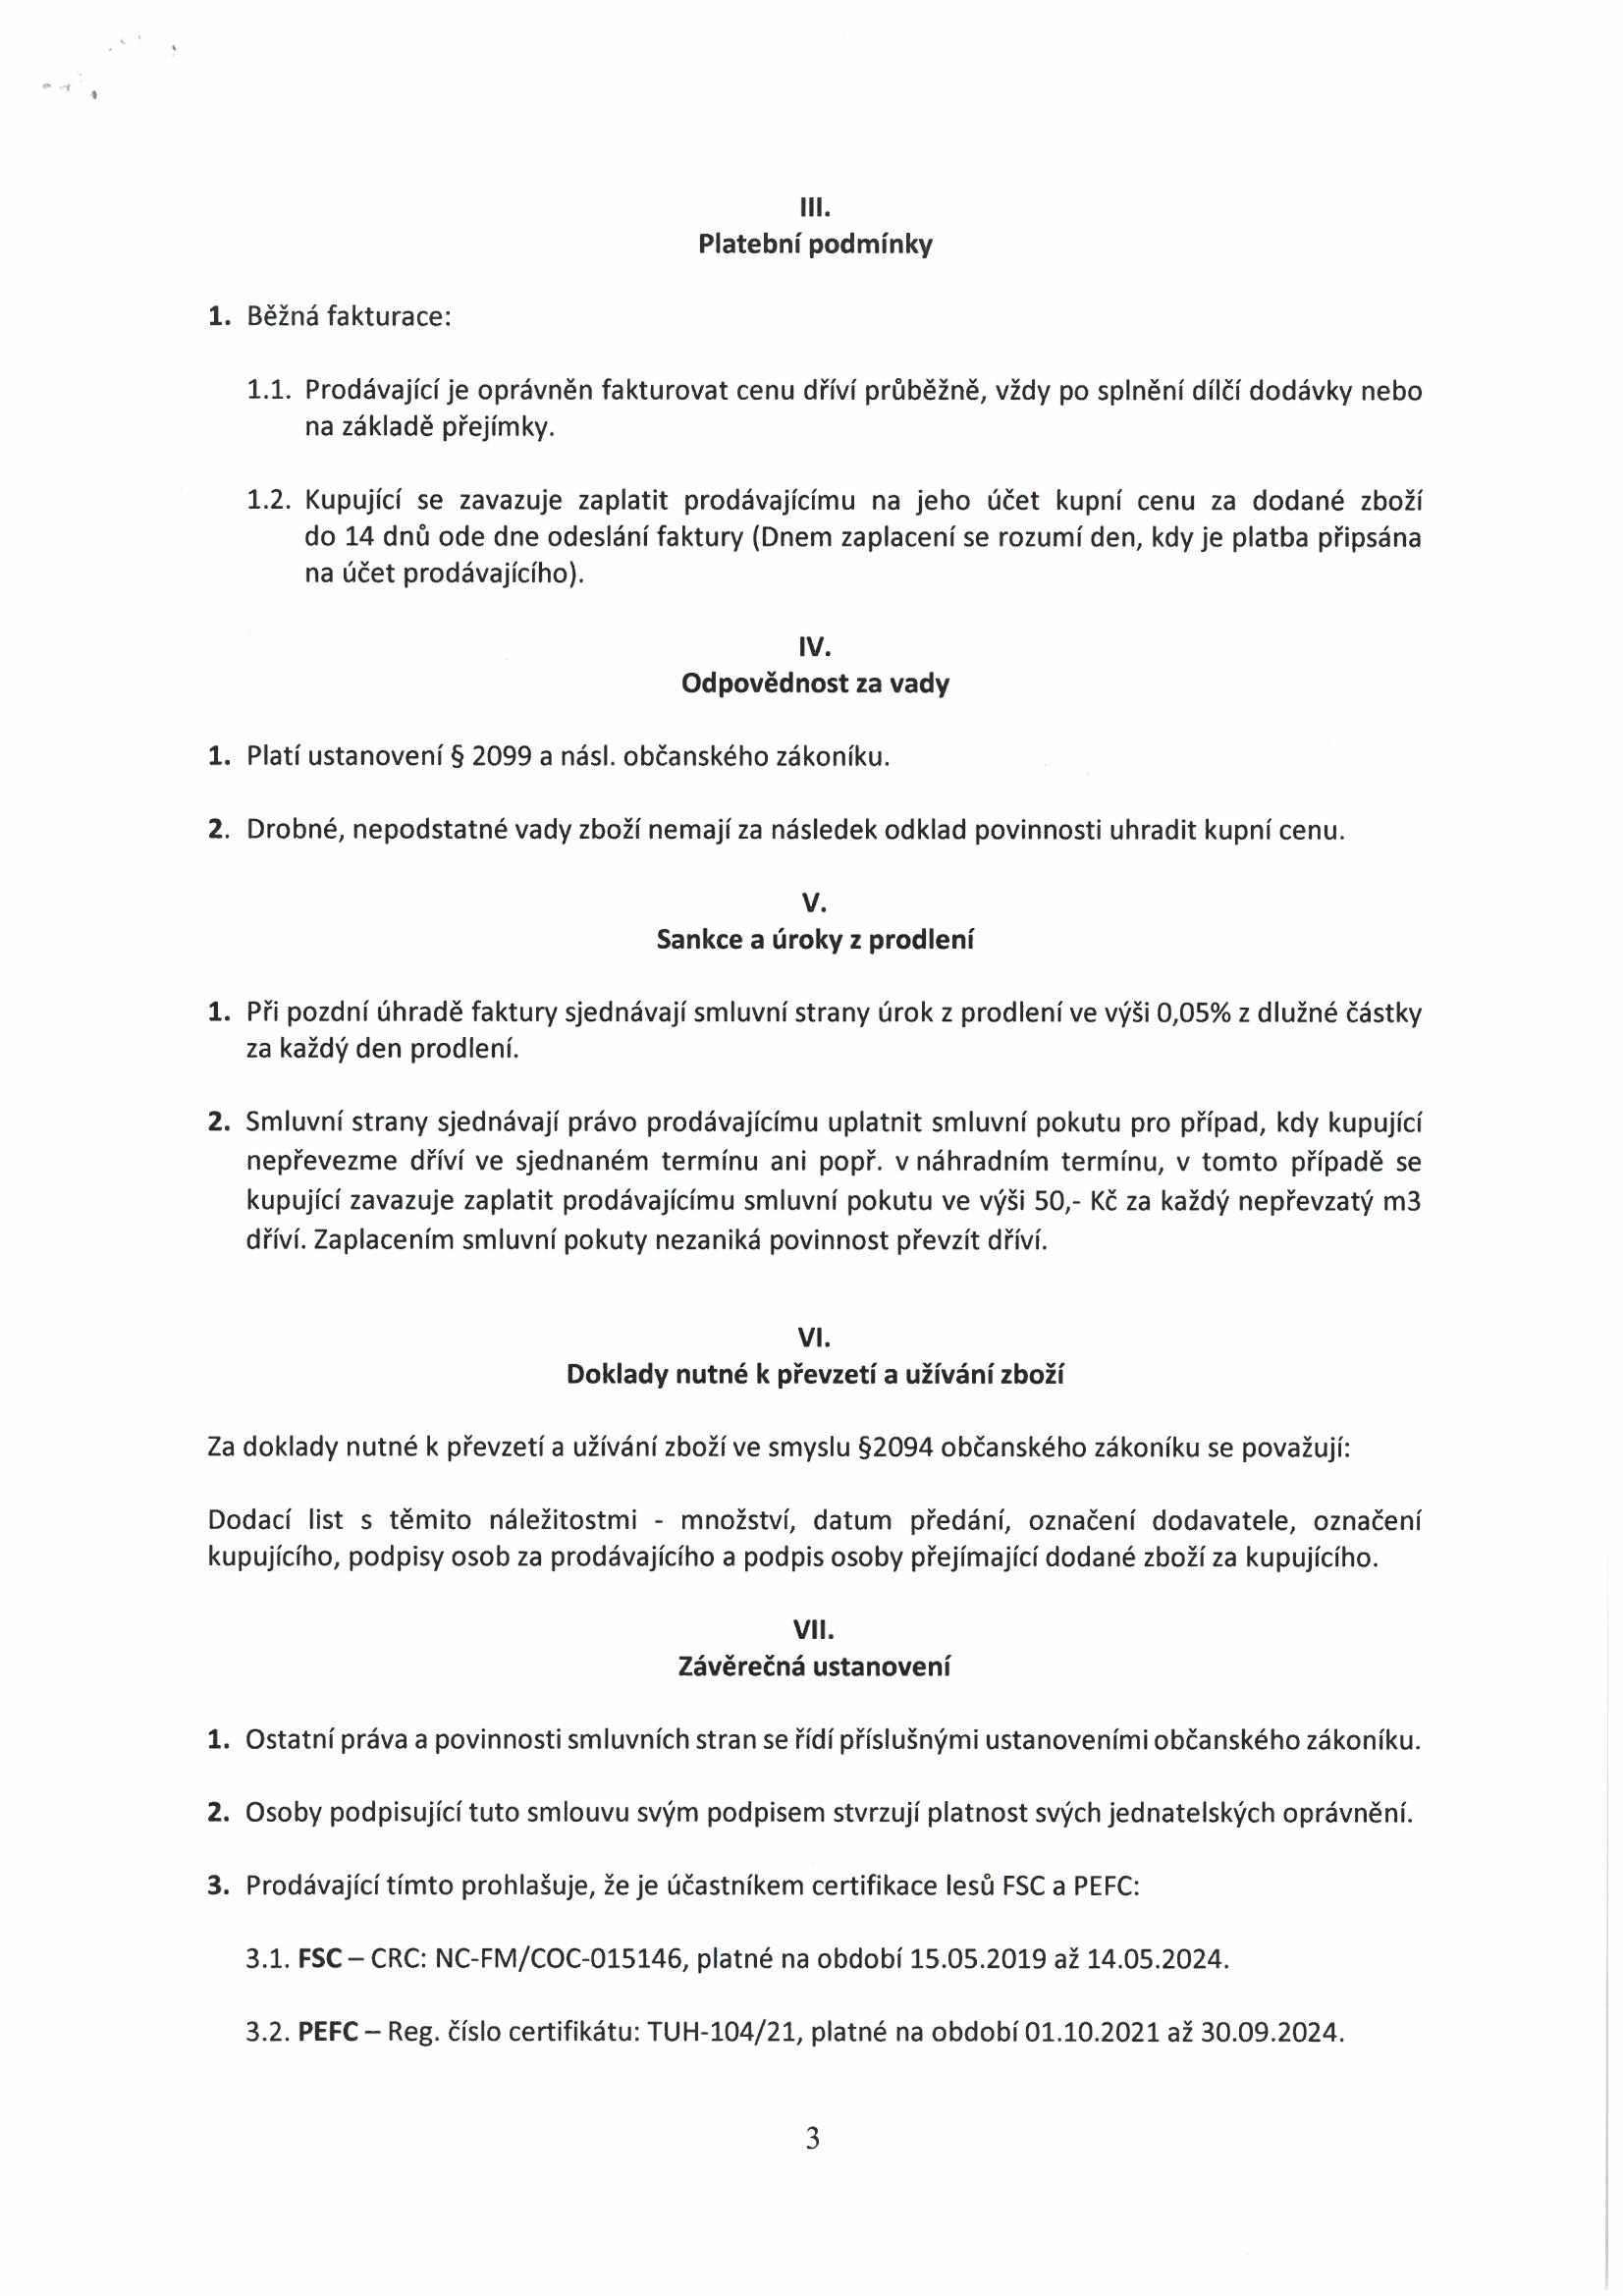 III.
Platební podmínky
1. Běžná fakturace:
1.1. Prodávající je oprávněn fakturovat cenu dříví průběžně, vždy po splnění dílčí dodávky nebo
na základě přejímky.
1.2. Kupující se zavazuje zaplatit prodávajícímu na jeho účet kupní cenu za dodané zboží
do 14 dnů ode dne odeslání faktury (Dnem zaplacení se rozumí den, kdy je platba připsána
na účet prodávajícího).
IV.
Odpovědnost za vady
1. Platí ustanovení § 2099 a násl. občanského zákoníku.
2. Drobné, nepodstatné vady zboží nemají za následek odklad povinnosti uhradit kupní cenu.
V.
Sankce a úroky z prodlení
1. Při pozdní úhradě faktury sjednávají smluvní strany úrok z prodlení ve výši 0,05% z dlužné částky
za každý den prodlení.
2. Smluvní strany sjednávají právo prodávajícímu uplatnit smluvní pokutu pro případ, kdy kupující
nepřevezme dříví ve sjednaném termínu ani popř. v náhradním termínu, v tomto případě se
kupující zavazuje zaplatit prodávajícímu smluvní pokutu ve výši 50,- Kč za každý nepřevzatý m3
dříví. Zaplacením smluvní pokuty nezaniká povinnost převzít dříví.
VI.
Doklady nutné k převzetí a užívání zboží
Za doklady nutné k převzetí a užívání zboží ve smyslu §2094 občanského zákoníku se považují:
Dodací list s těmito náležitostmi - množství, datum předání, označení dodavatele, označení
kupujícího, podpisy osob za prodávajícího a podpis osoby přejímající dodané zboží za kupujícího.
VII.
Závěrečná ustanovení
1. Ostatní práva a povinnosti smluvních stran se řídí příslušnými ustanoveními občanského zákoníku.
2. Osoby podpisující tuto smlouvu svým podpisem stvrzují platnost svých jednatelských oprávnění.
3. Prodávající tímto prohlašuje, že je účastníkem certifikace lesů FSC a PEFC:
3.1. FSC – CRC: NC-FM/COC-015146, platné na období 15.05.2019 až 14.05.2024.
3.2. PEFC – Reg. číslo certifikátu: TUH-104/21, platné na období 01.10.2021 až 30.09.2024.
3